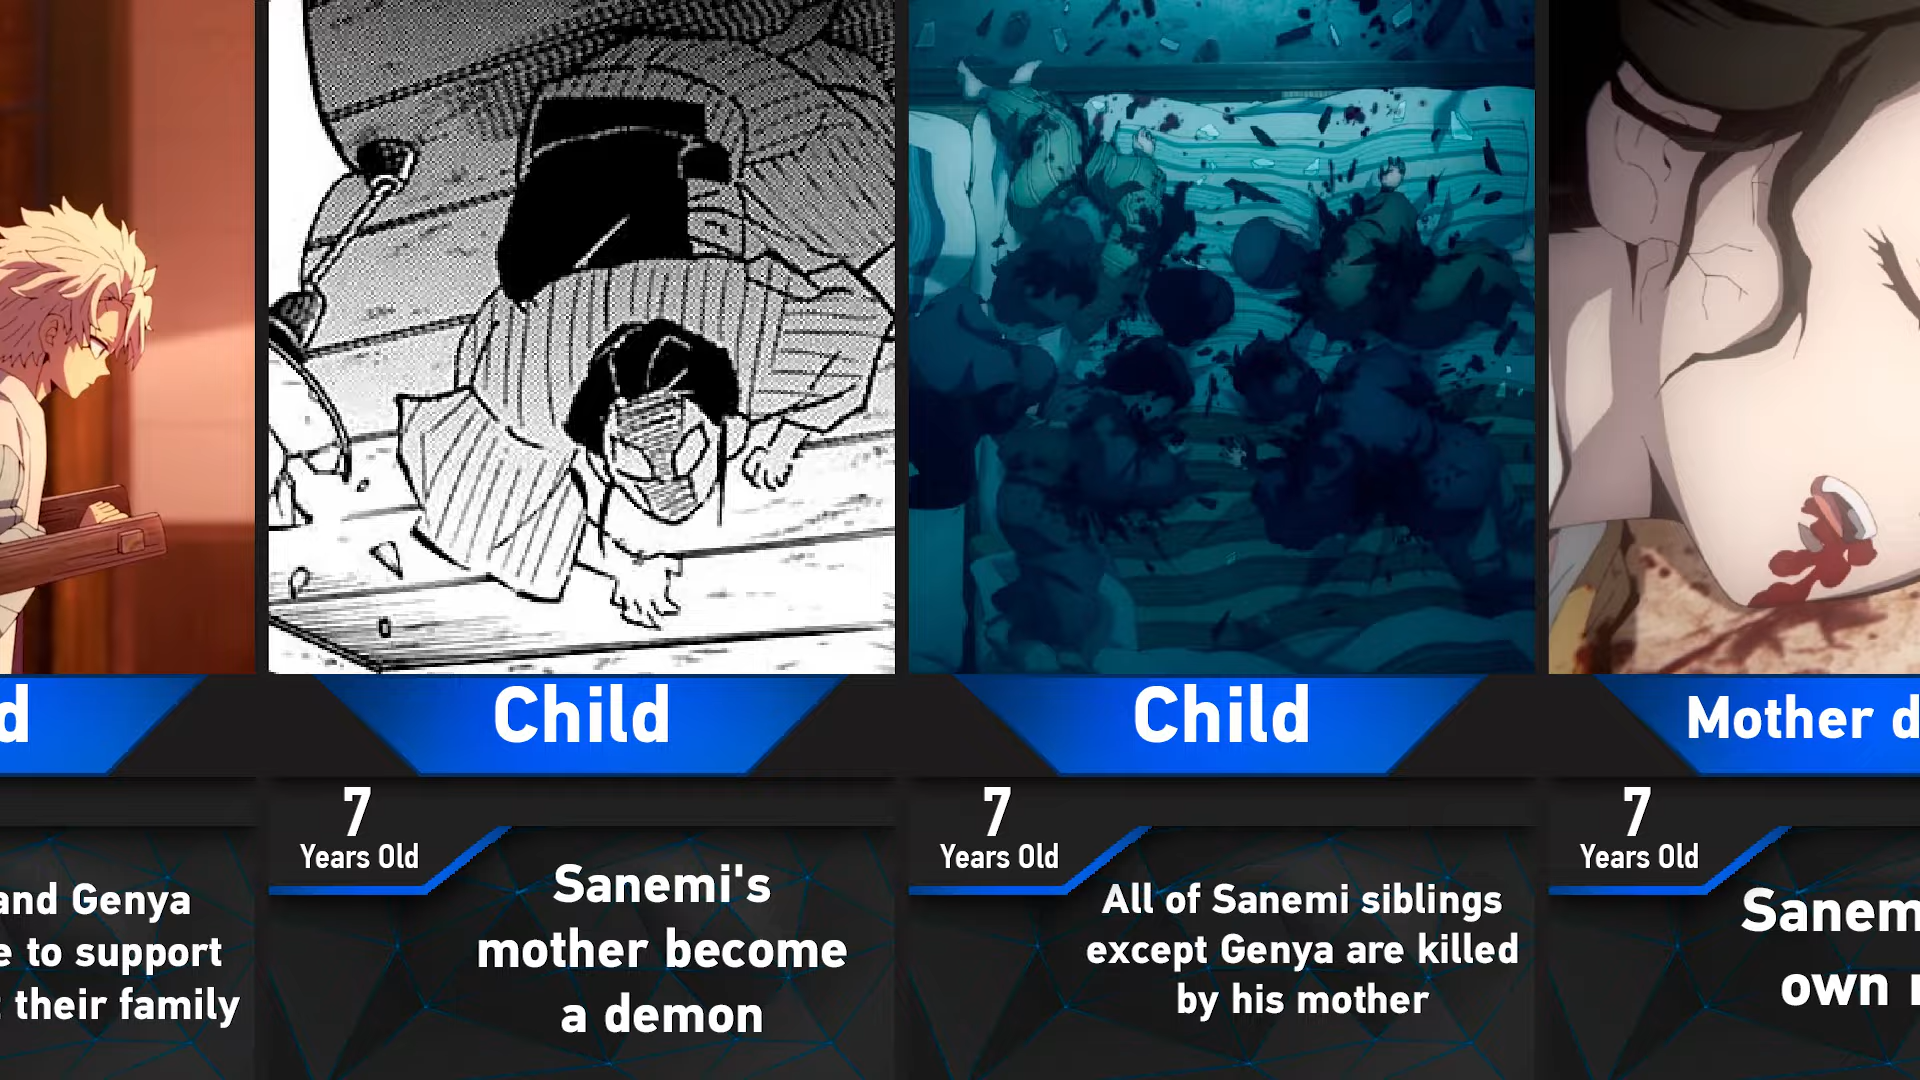 d
and Genya
e to support
their family
Child
7
Years Old
Sanemi's
mother become
a demon
Child
7
Years Old
All of Sanemi siblings
except Genya are killed
by his mother
Mother d
7
Years Old
Sanem
own